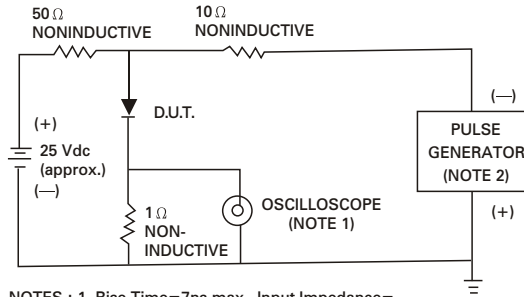 50 Ω
NONINDUCTIVE
10 Ω
NONINDUCTIVE
D.U.T.
(+)
25 Vdc
(approx.)
(—)
1 Ω
NON-
INDUCTIVE
OSCILLOSCOPE
(NOTE 1)
(—)
PULSE
GENERATOR
(NOTE 2)
(+)
NOTES : 1. Rise Time=7ns max., Input Impedance=